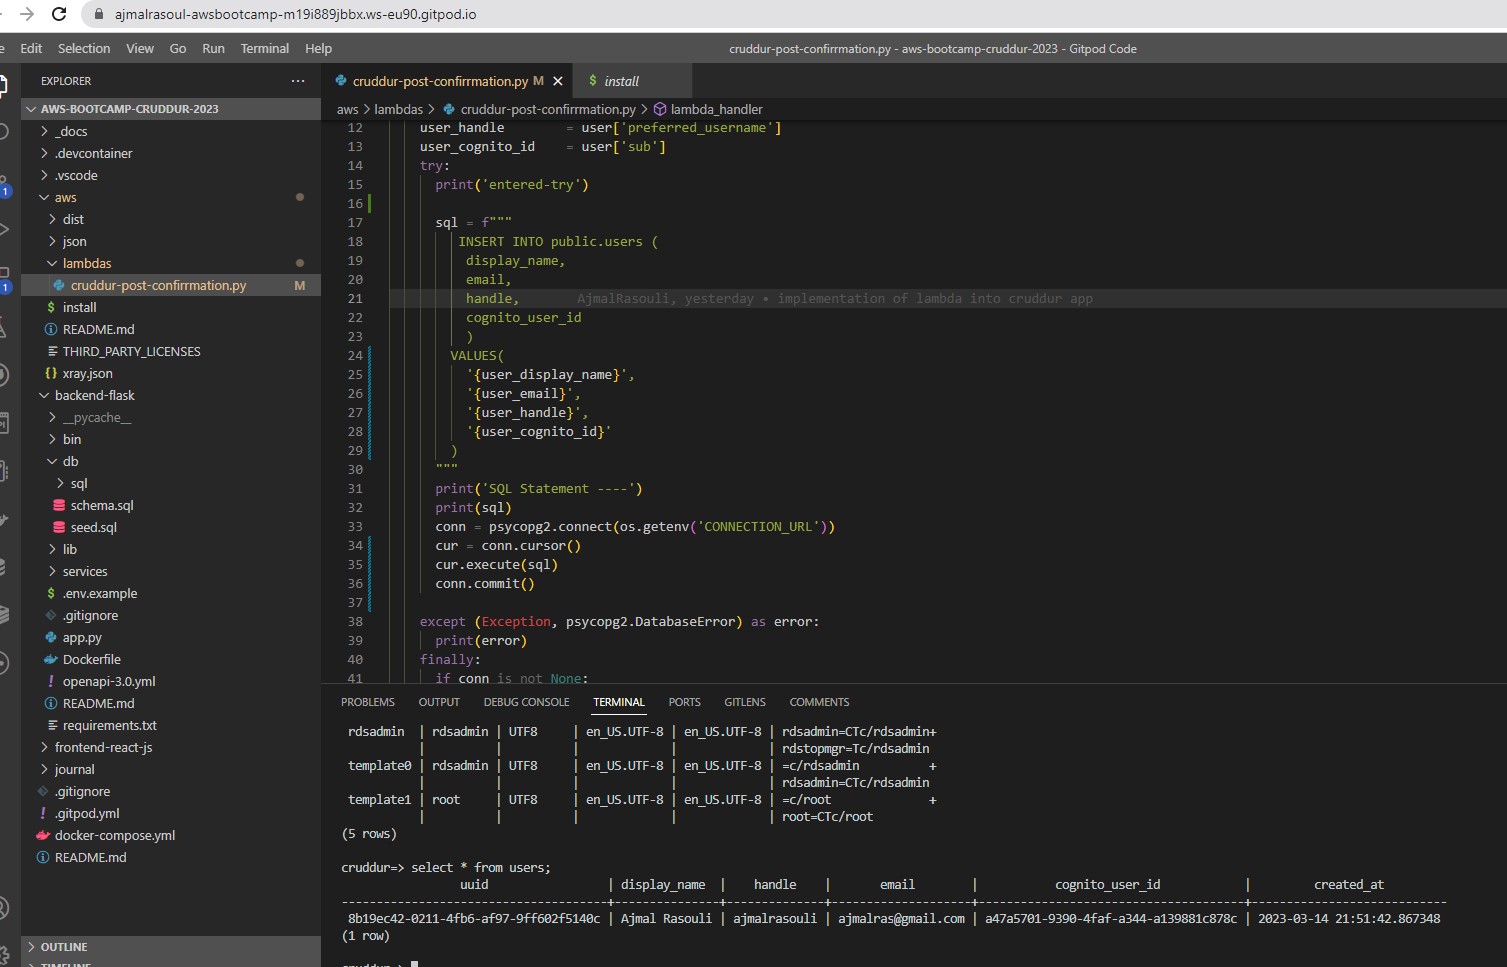 ajmalrasoul-awsbootcamp-m19i889jbbx.ws-eu90.gitpod.io
e Edit Selection View Go Run Terminal Help cruddur-post-confirrmation.py - aws-bootcamp-cruddur-2023 - Gitpod Code
EXPLORER ···
AWS-BOOTCAMP-CRUDDUR-2023
_docs
.devcontainer
.vscode
aws
dist
json
lambdas
cruddur-post-confirrmation.py M
$ install
README.md
THIRD_PARTY_LICENSES
{} xray.json
backend-flask
__pycache__
bin
db
sql
schema.sql
seed.sql
lib
services
$ .env.example
.gitignore
app.py
Dockerfile
! openapi-3.0.yml
README.md
requirements.txt
frontend-react-js
journal
.gitignore
! .gitpod.yml
docker-compose.yml
README.md
OUTLINE
TIMELINE
1
1
cruddur-post-confirrmation.py M $ install
aws > lambdas > cruddur-post-confirrmation.py > lambda_handler
12 user_handle = user['preferred_username']
13 user_cognito_id = user['sub']
14 try:
15 print('entered-try')
16
17 sql = f"""
18 INSERT INTO public.users (
19 display_name,
20 email,
21 handle, AjmalRasouli, yesterday • implementation of lambda into cruddur app
22 cognito_user_id
23 )
24 VALUES(
25 '{user_display_name}',
26 '{user_email}',
27 '{user_handle}',
28 '{user_cognito_id}'
29 )
30 """
31 print('SQL Statement ----')
32 print(sql)
33 conn = psycopg2.connect(os.getenv('CONNECTION_URL'))
34 cur = conn.cursor()
35 cur.execute(sql)
36 conn.commit()
37
38 except (Exception, psycopg2.DatabaseError) as error:
39 print(error)
40 finally:
41 if conn is not None:
PROBLEMS OUTPUT DEBUG CONSOLE TERMINAL PORTS GITLENS COMMENTS
rdsadmin | rdsadmin | UTF8 | en_US.UTF-8 | en_US.UTF-8 | rdsadmin=CTc/rdsadmin+
| | | | | rdstopmgr=Tc/rdsadmin
template0 | rdsadmin | UTF8 | en_US.UTF-8 | en_US.UTF-8 | =c/rdsadmin +
| | | | | rdsadmin=CTc/rdsadmin
template1 | root | UTF8 | en_US.UTF-8 | en_US.UTF-8 | =c/root +
| | | | | root=CTc/root
(5 rows)
cruddur=> select * from users;
uuid | display_name | handle | email | cognito_user_id | created_at
8b19ec42-0211-4fb6-af97-9ff602f5140c | Ajmal Rasouli | ajmalrasouli | ajmalras@gmail.com | a47a5701-9390-4faf-a344-a139881c878c | 2023-03-14 21:51:42.867348
(1 row)
cruddur=>